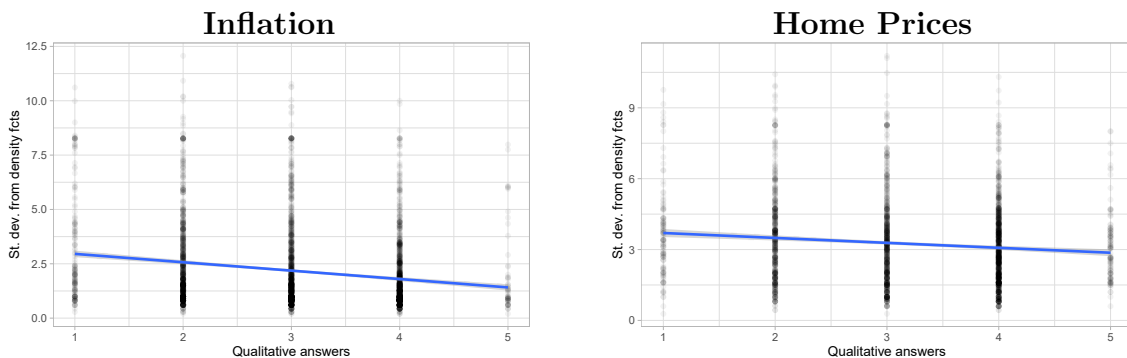 Inflation
St. dev. from density fcts
12.5
10.0
7.5
5.0
2.5
0.0
1 2 3 4 5
Qualitative answers
Home Prices
St. dev. from density fcts
9
6
3
0
1 2 3 4 5
Qualitative answers